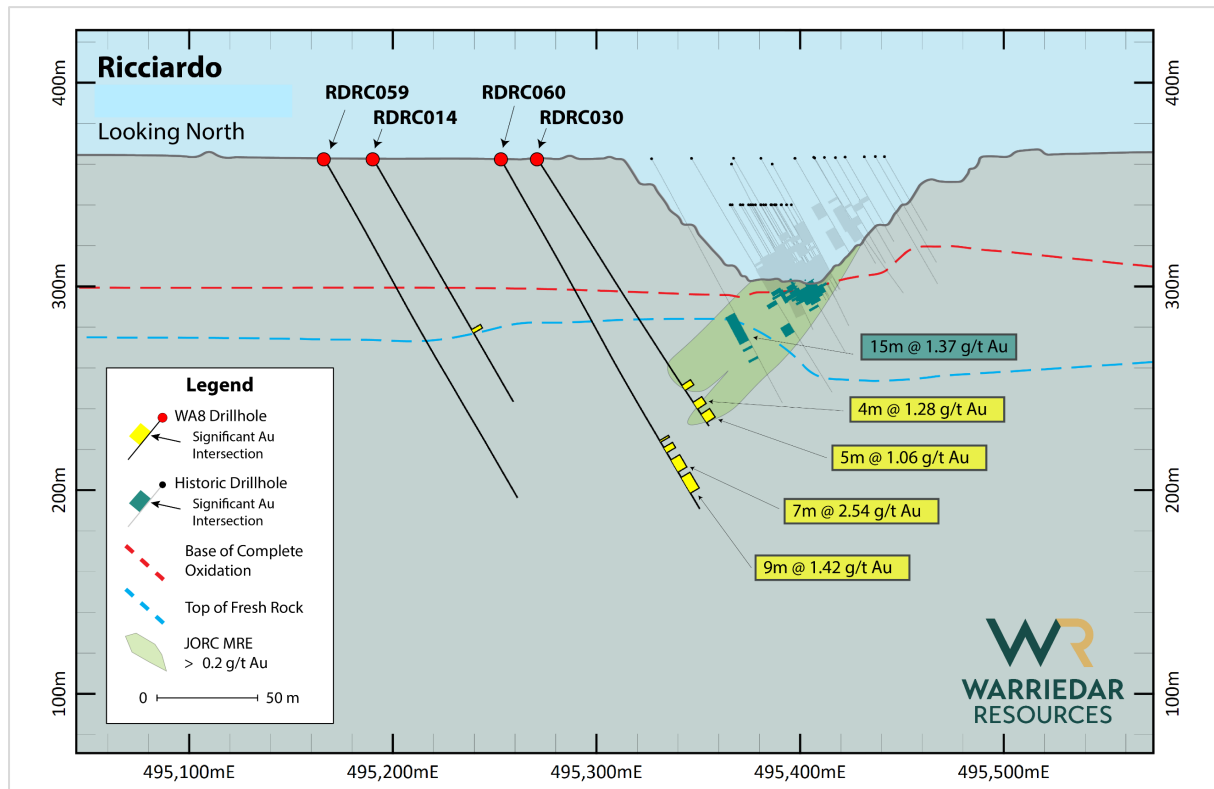 Ricciardo
Looking North
RDRC059
RDRC014
RDRC060
RDRC030
400m
300m
200m
100m
400m
300m
200m
100m
15m @ 1.37 g/t Au
4m @ 1.28 g/t Au
5m @ 1.06 g/t Au
7m @ 2.54 g/t Au
9m @ 1.42 g/t Au
Legend
WA8 Drillhole
Significant Au
Intersection
Historic Drillhole
Significant Au
Intersection
Base of Complete
Oxidation
Top of Fresh Rock
JORC MRE
> 0.2 g/t Au
0 50 m
WR
WARRIEDAR
RESOURCES
495,100mE
495,200mE
495,300mE
495,400mE
495,500mE